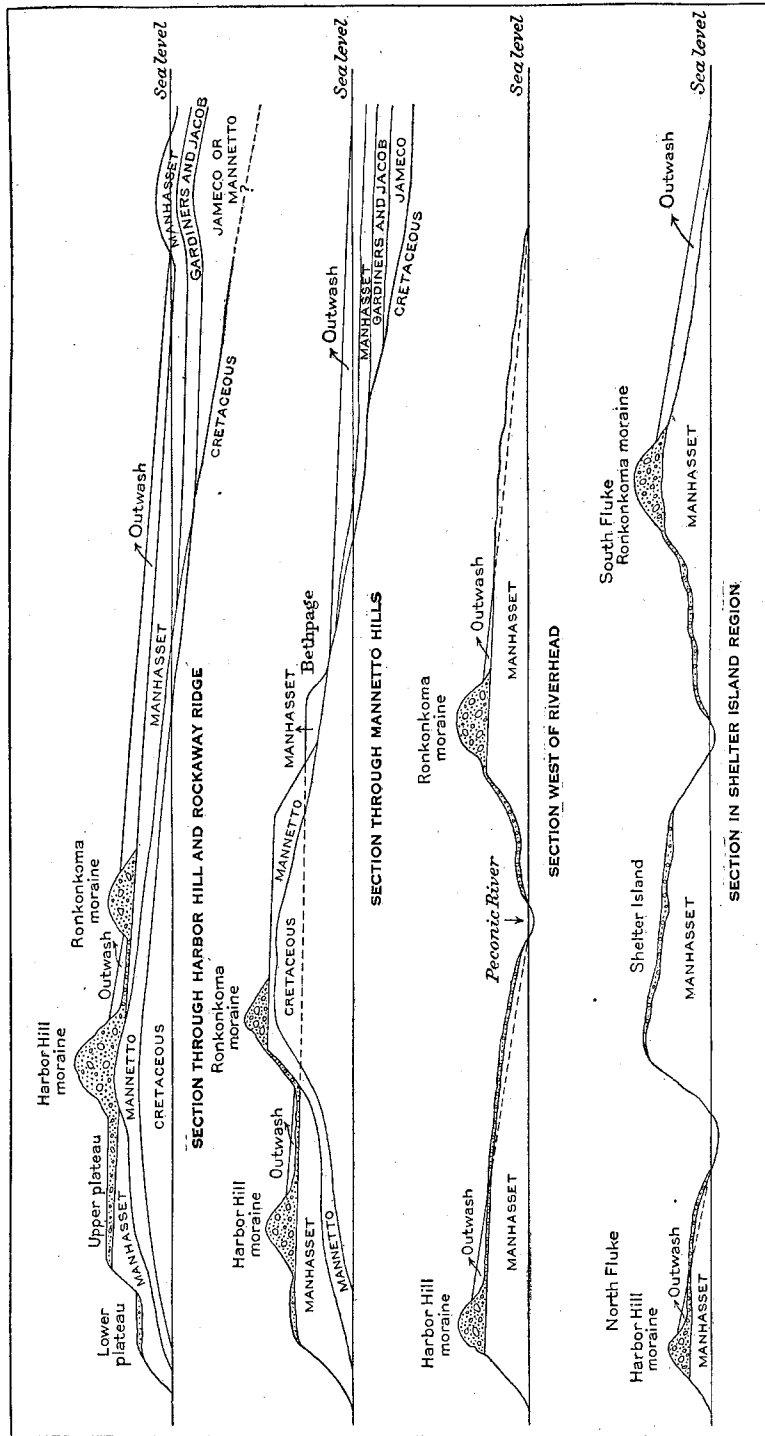 Harbor Hill
moraine
Lower
plateau
Upper plateau
Outwash
Ronkonkoma
moraine
Outwash
Sea level
MANHASSET
MANNETTO
CRETACEOUS
MANHASSET
CRETACEOUS
MANHASSET
GARDINERS AND JACOB
JAMECO OR
MANNETTO
?
SECTION THROUGH HARBOR HILL AND ROCKAWAY RIDGE
Harbor Hill
moraine
Outwash
Ronkonkoma
moraine
MANHASSET
Bethpage
Outwash
Sea level
MANHASSET
MANNETTO
CRETACEOUS
MANNETTO
MANHASSET
GARDINERS AND JACOB
JAMECO
CRETACEOUS
SECTION THROUGH MANNETTO HILLS
Harbor Hill
moraine
Outwash
Peconic River
Ronkonkoma
moraine
Outwash
Sea level
MANHASSET
MANHASSET
SECTION WEST OF RIVERHEAD
North Fluke
Harbor Hill
moraine
Outwash
Shelter Island
South Fluke
Ronkonkoma moraine
Outwash
Sea level
MANHASSET
MANHASSET
MANHASSET
SECTION IN SHELTER ISLAND REGION